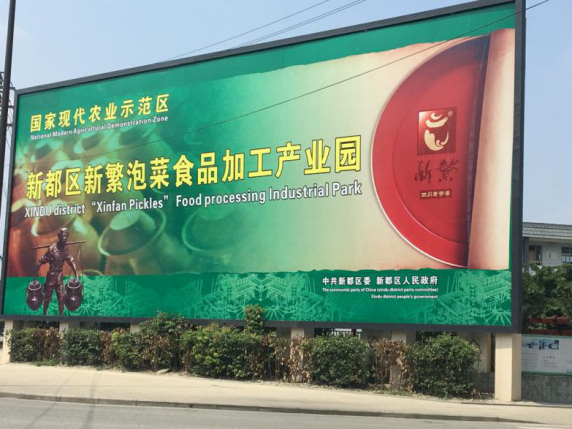 国家现代农业示范区
National Modern Agricultural Demonstration Zone
新都区新繁泡菜食品加工产业园
XINDU district "Xinfan Pickles" Food processing Industrial Park
新繁
四川老字号
中共新都区委 新都区人民政府
The communist party of China (xindu district party committee)
Xindu district people's government